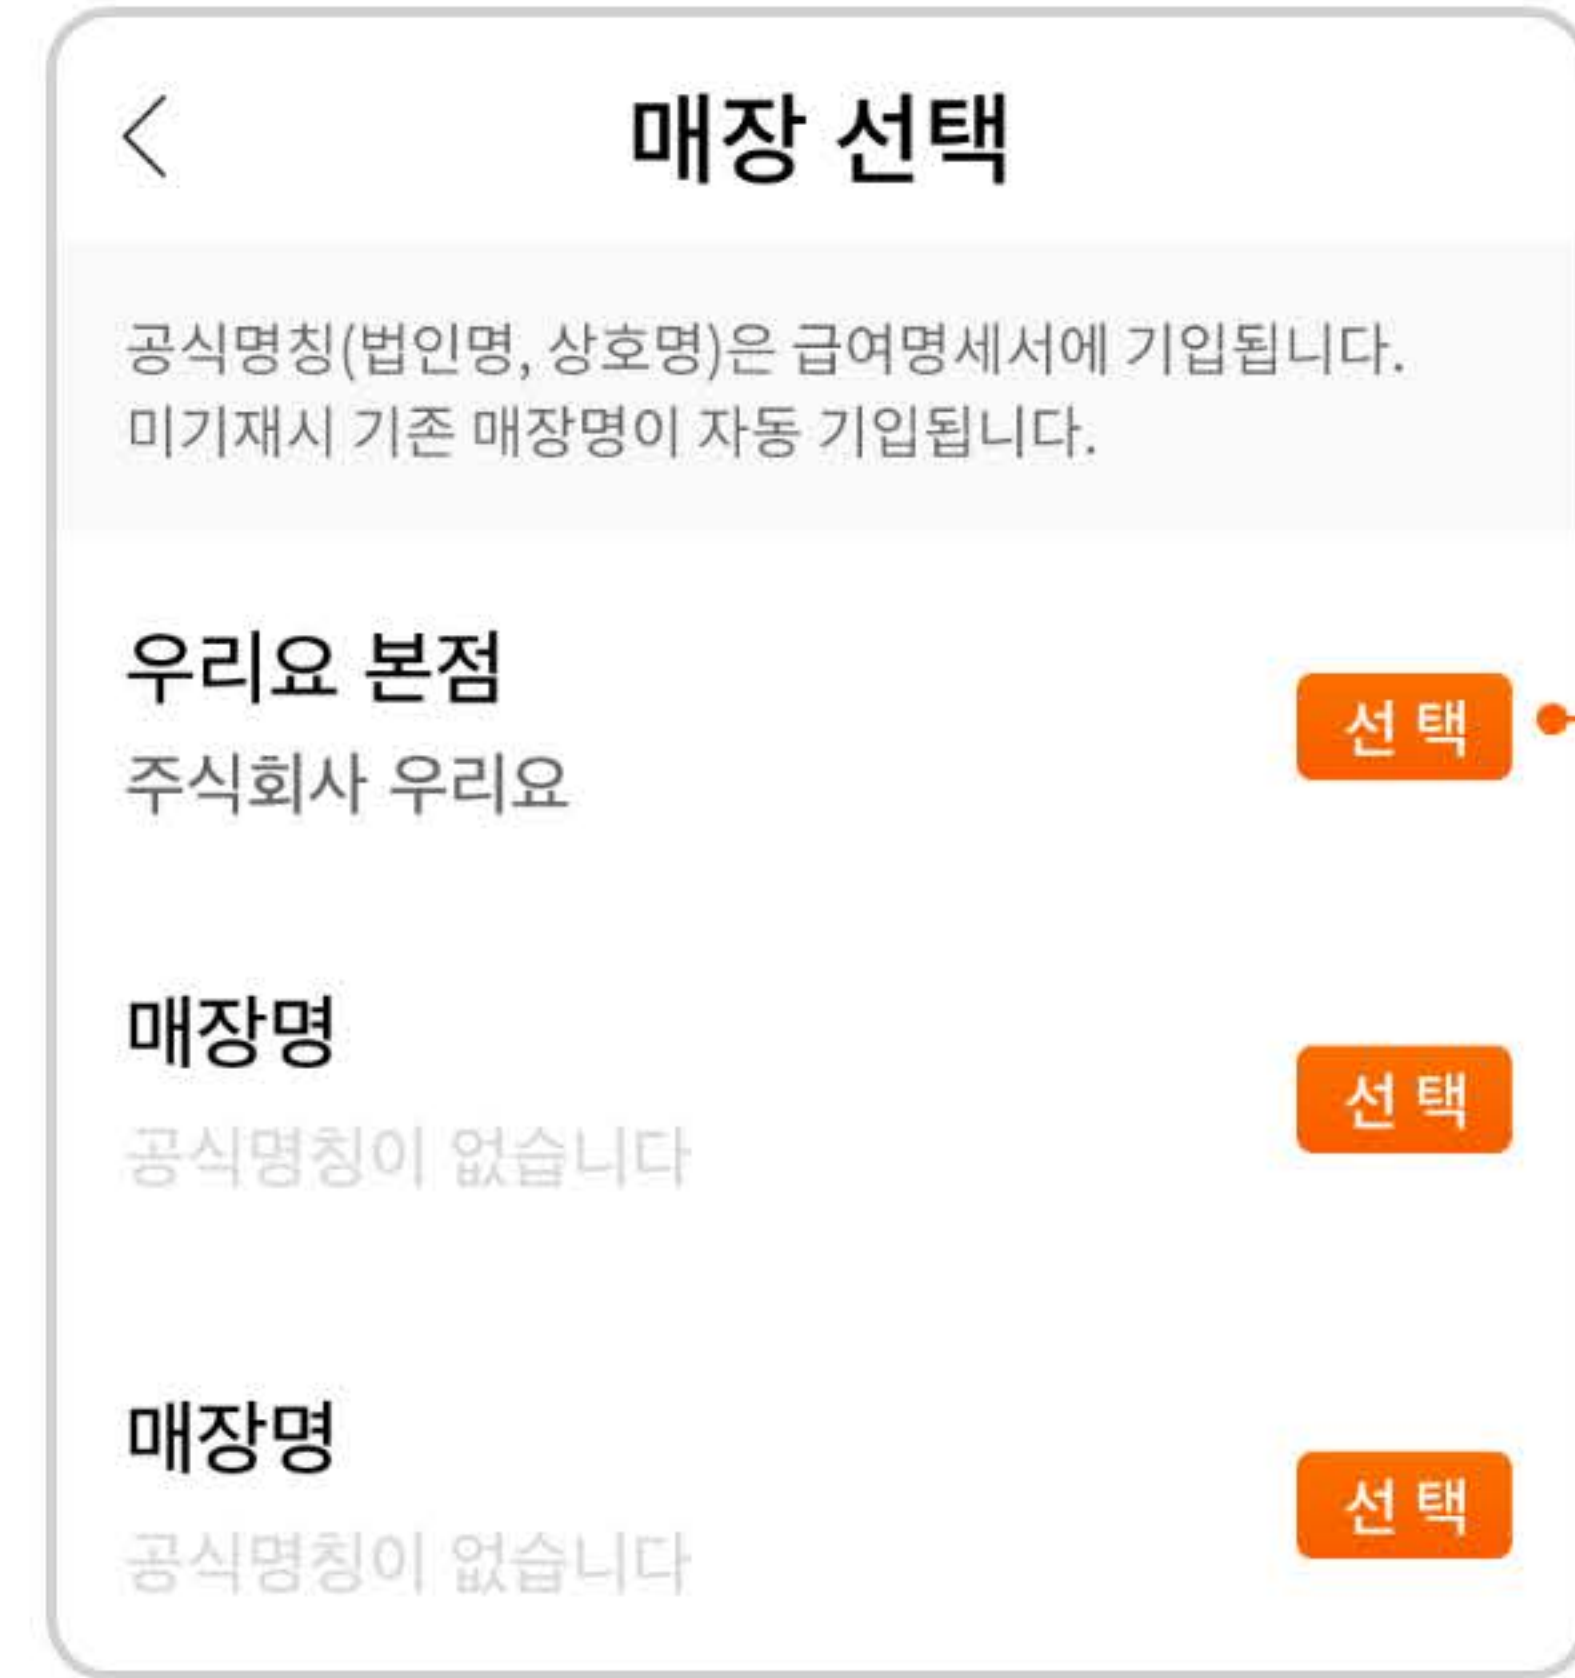 매장 선택
공식명칭(법인명, 상호명)은 급여명세서에 기입됩니다.
미기재시 기존 매장명이 자동 기입됩니다.
우리요 본점
선 택
주식회사 우리요
매장명
선 택
공식명칭이 없습니다
매장명
선 택
공식명칭이 없습니다